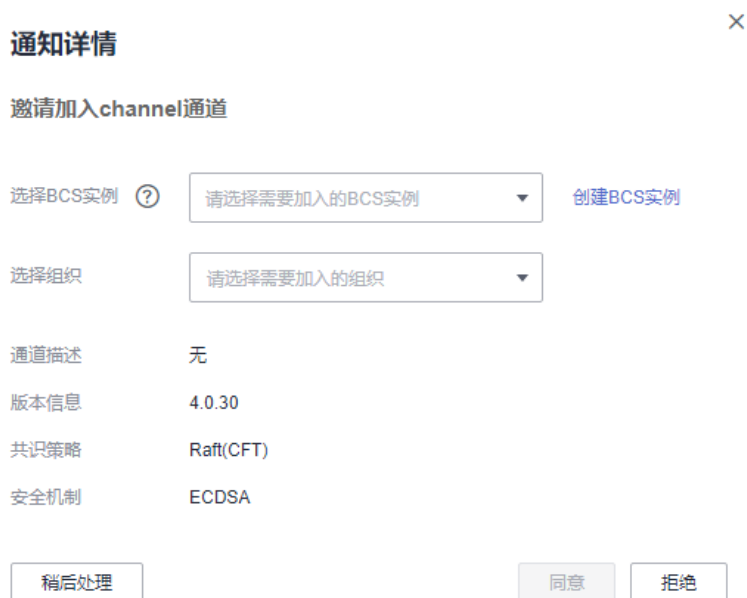 通知详情
邀请加入channel通道
选择BCS实例 ? 请选择需要加入的BCS实例 创建BCS实例
选择组织 请选择需要加入的组织
通道描述 无
版本信息 4.0.30
共识策略 Raft(CFT)
安全机制 ECDSA
稍后处理 同意 拒绝